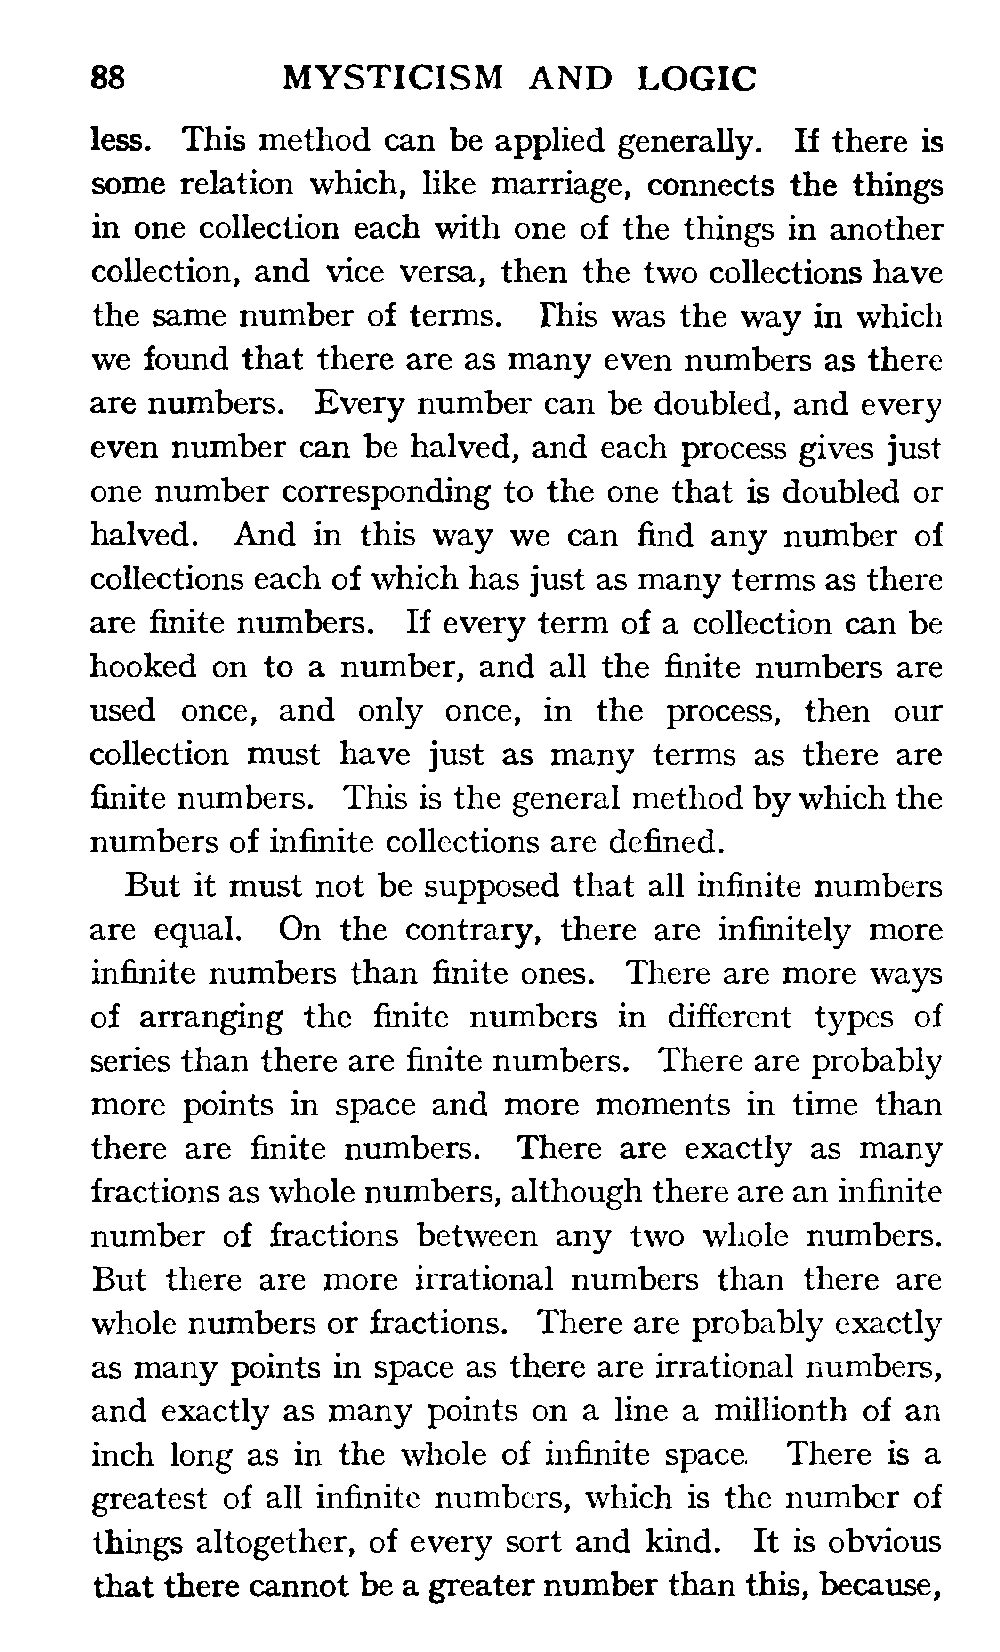 88 MYSTICISM AND LOGIC
less. This method can be applied generally. If there is
some relation which, like marriage, connects the things
in one collection each with one of the things in another
collection, and vice versa, then the two collections have
the same number of terms. This was the way in which
we found that there are as many even numbers as there
are numbers. Every number can be doubled, and every
even number can be halved, and each process gives just
one number corresponding to the one that is doubled or
halved. And in this way we can find any number of
collections each of which has just as many terms as there
are finite numbers. If every term of a collection can be
hooked on to a number, and all the finite numbers are
used once, and only once, in the process, then our
collection must have just as many terms as there are
finite numbers. This is the general method by which the
numbers of infinite collections are defined.
But it must not be supposed that all infinite numbers
are equal. On the contrary, there are infinitely more
infinite numbers than finite ones. There are more ways
of arranging the finite numbers in different types of
series than there are finite numbers. There are probably
more points in space and more moments in time than
there are finite numbers. There are exactly as many
fractions as whole numbers, although there are an infinite
number of fractions between any two whole numbers.
But there are more irrational numbers than there are
whole numbers or fractions. There are probably exactly
as many points in space as there are irrational numbers,
and exactly as many points on a line a millionth of an
inch long as in the whole of infinite space. There is a
greatest of all infinite numbers, which is the number of
things altogether, of every sort and kind. It is obvious
that there cannot be a greater number than this, because,